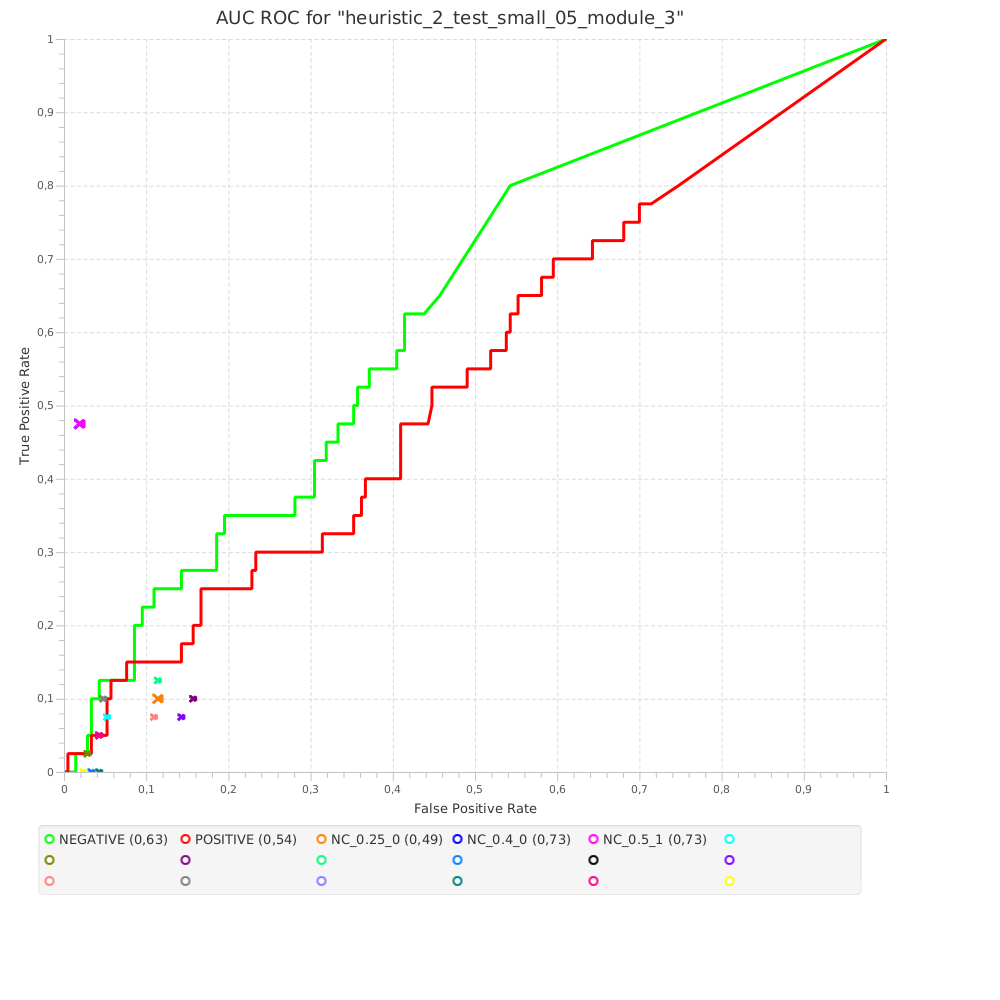 AUC ROC for "heuristic_2_test_small_05_module_3"
1
0,9
0,8
0,7
0,6
0,5
0,4
0,3
0,2
0,1
0
True Positive Rate
0 0,1 0,2 0,3 0,4 0,5 0,6 0,7 0,8 0,9 1
False Positive Rate
NEGATIVE (0,63) POSITIVE (0,54) NC_0.25_0 (0,49) NC_0.4_0 (0,73) NC_0.5_1 (0,73)